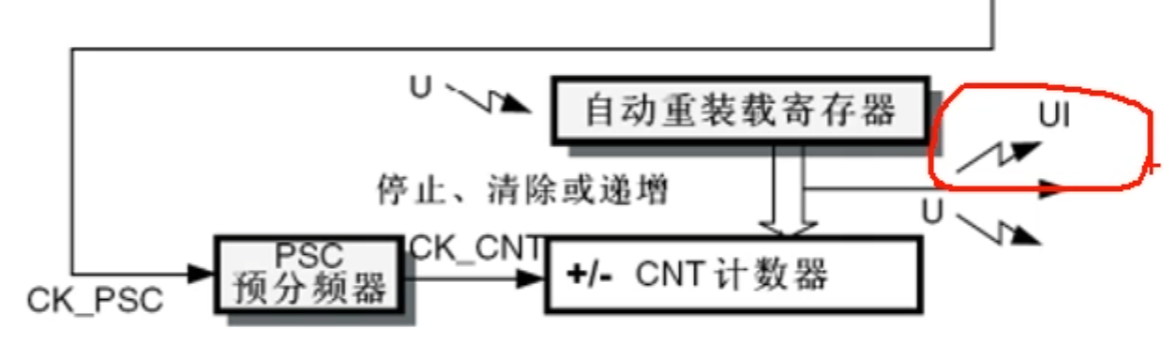 U
自动重装载寄存器
UI
停止、清除或递增
U
PSC
预分频器
CK_CNT
+/- CNT 计数器
CK_PSC